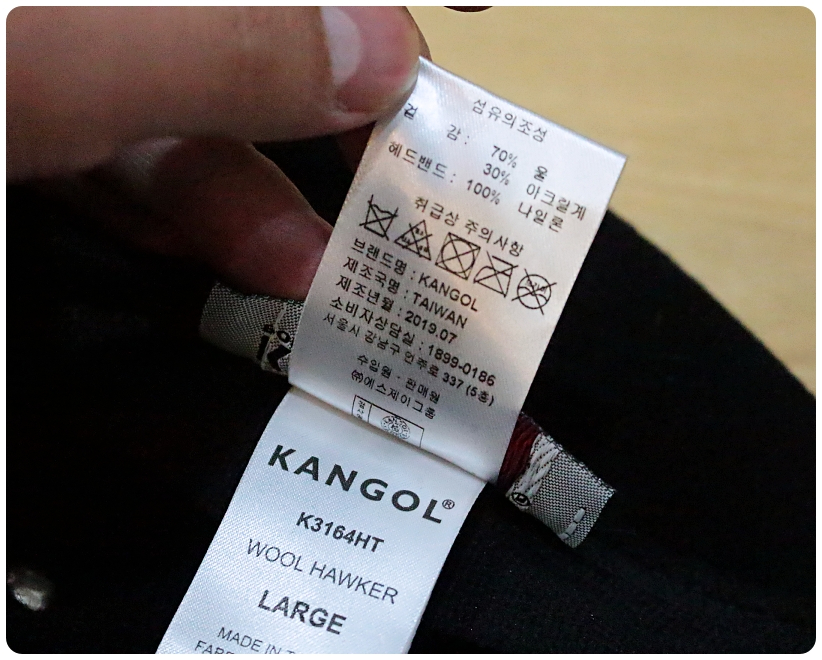 섬유의조성
겉 감 : 70% 울
30% 아크릴계
헤드밴드 : 100% 나일론
취급상 주의사항
브랜드명 : KANGOL
제조국명 : TAIWAN
제조년월 : 2019.07
소비자상담실 : 1899-0186
서울시 강남구 언주로 337 (5층)
수입원 · 판매원
㈜에스제이그룹
KANGOL®
K3164HT
WOOL HAWKER
LARGE
MADE IN